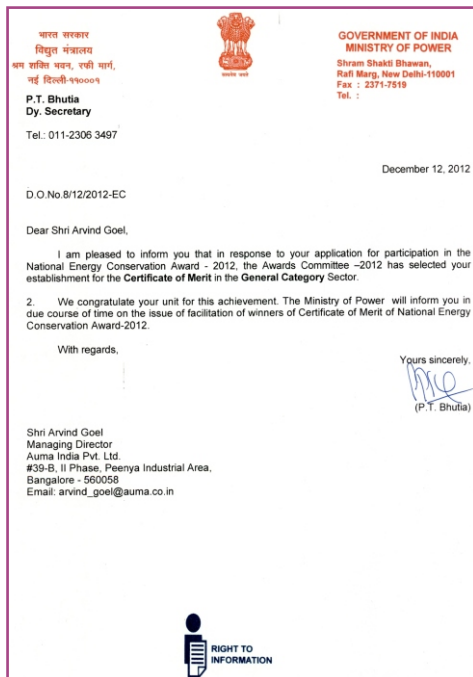 भारत सरकार
विद्युत मंत्रालय
श्रम शक्ति भवन, रफी मार्ग,
नई दिल्ली-११०००१
सत्यमेव जयते
GOVERNMENT OF INDIA
MINISTRY OF POWER
Shram Shakti Bhawan,
Rafi Marg, New Delhi-110001
Fax : 2371-7519
Tel. :
P.T. Bhutia
Dy. Secretary
Tel.: 011-2306 3497
December 12, 2012
D.O.No.8/12/2012-EC
Dear Shri Arvind Goel,
I am pleased to inform you that in response to your application for participation in the
National Energy Conservation Award - 2012, the Awards Committee –2012 has selected your
establishment for the Certificate of Merit in the General Category Sector.
2. We congratulate your unit for this achievement. The Ministry of Power will inform you in
due course of time on the issue of facilitation of winners of Certificate of Merit of National Energy
Conservation Award-2012.
With regards,
Yours sincerely,
(P.T. Bhutia)
Shri Arvind Goel
Managing Director
Auma India Pvt. Ltd.
#39-B, II Phase, Peenya Industrial Area,
Bangalore - 560058
Email: arvind_goel@auma.co.in
RIGHT TO
INFORMATION